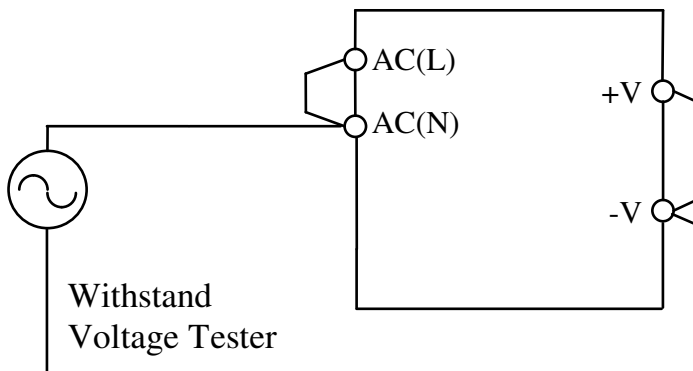 AC(L)
+V
AC(N)
-V
Withstand
Voltage Tester